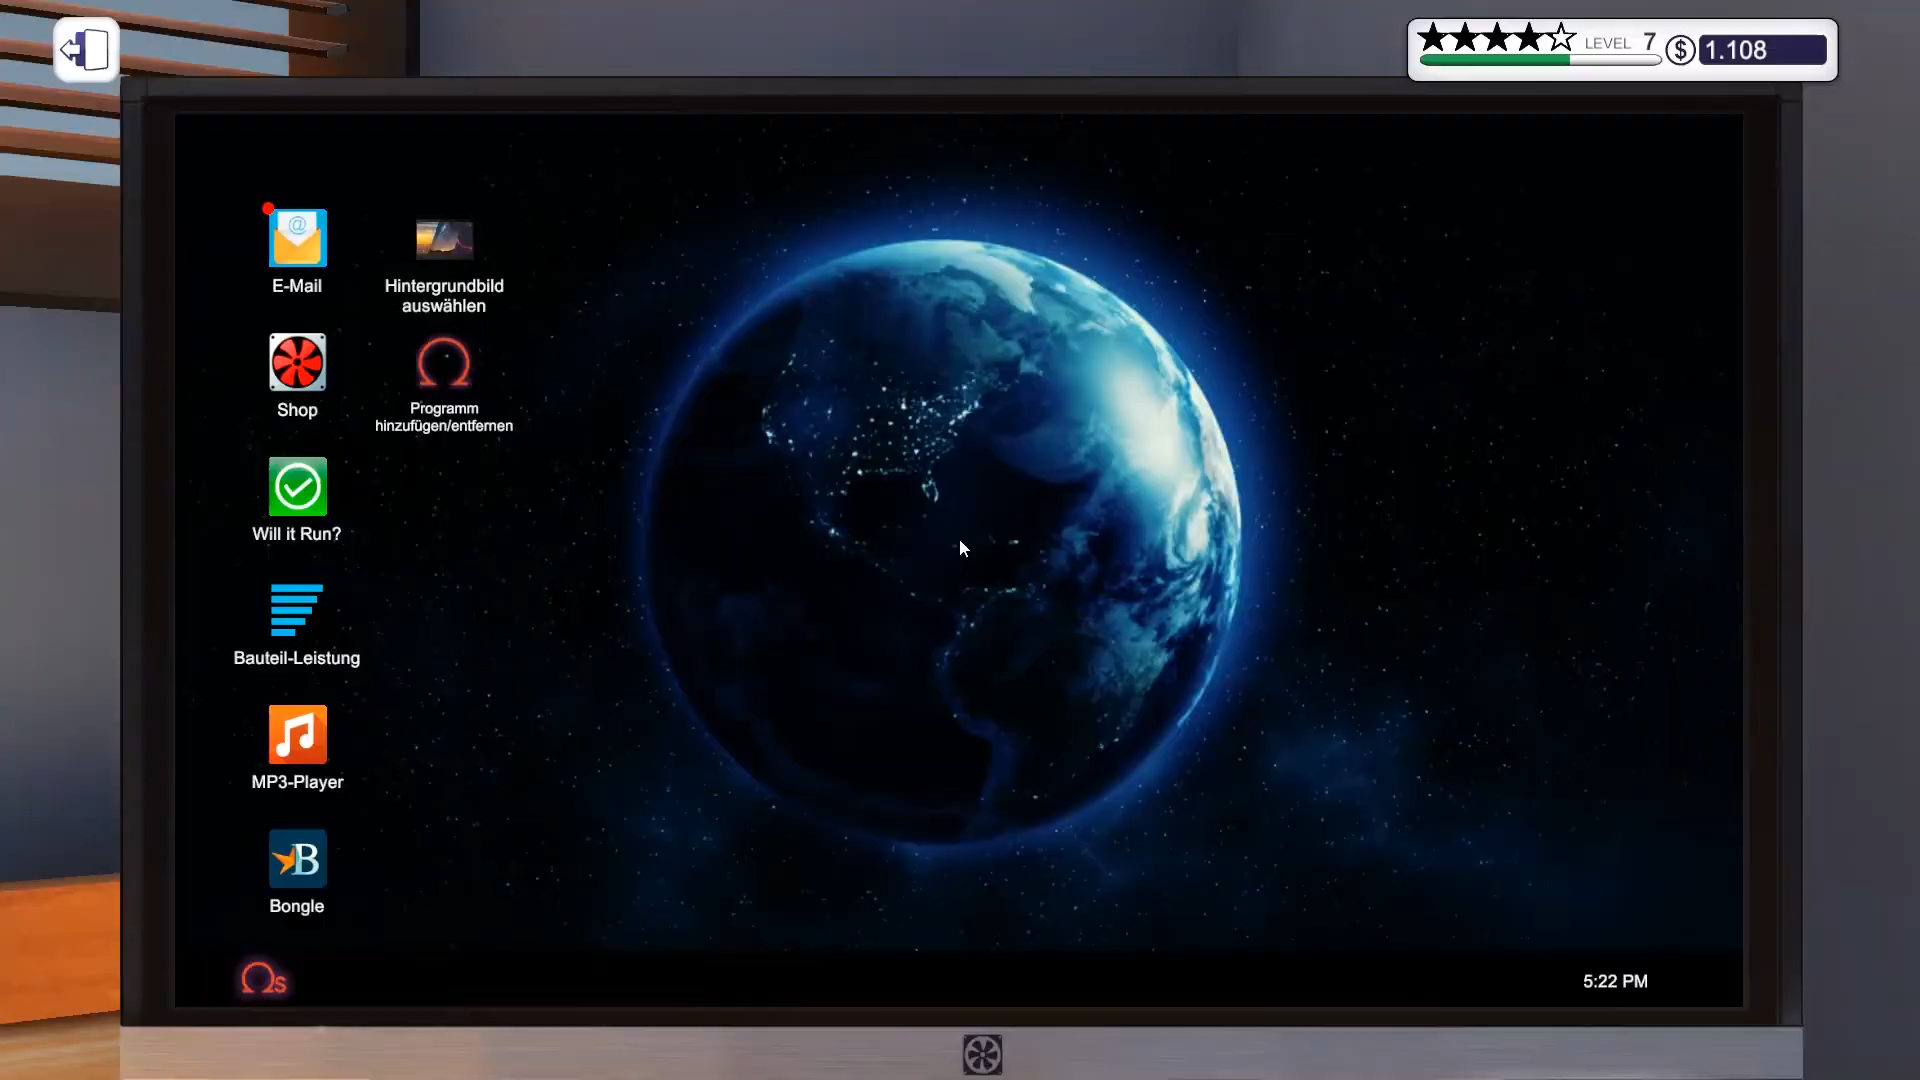 LEVEL 7
$ 1.108
@
E-Mail
Hintergrundbild
auswählen
Shop
Programm
hinzufügen/entfernen
Will it Run?
Bauteil-Leistung
MP3-Player
B
Bongle
Ωs
5:22 PM